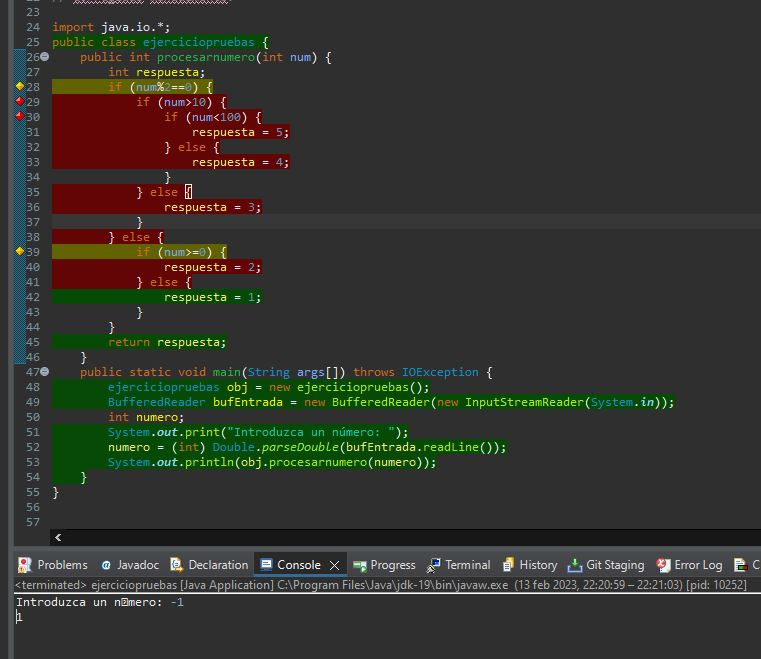 23
24 import java.io.*;
25 public class ejerciciopruebas {
26 public int procesarnumero(int num) {
27 int respuesta;
28 if (num%2==0) {
29 if (num>10) {
30 if (num<100) {
31 respuesta = 5;
32 } else {
33 respuesta = 4;
34 }
35 } else {
36 respuesta = 3;
37 }
38 } else {
39 if (num>=0) {
40 respuesta = 2;
41 } else {
42 respuesta = 1;
43 }
44 }
45 return respuesta;
46 }
47 public static void main(String args[]) throws IOException {
48 ejerciciopruebas obj = new ejerciciopruebas();
49 BufferedReader bufEntrada = new BufferedReader(new InputStreamReader(System.in));
50 int numero;
51 System.out.print("Introduzca un número: ");
52 numero = (int) Double.parseDouble(bufEntrada.readLine());
53 System.out.println(obj.procesarnumero(numero));
54 }
55 }
56
57
Problems @ Javadoc Declaration Console Progress Terminal History Git Staging Error Log C
<terminated> ejerciciopruebas [Java Application] C:\Program Files\Java\jdk-19\bin\javaw.exe (13 feb 2023, 22:20:59 – 22:21:03) [pid: 10252]
Introduzca un n�mero: -1
1